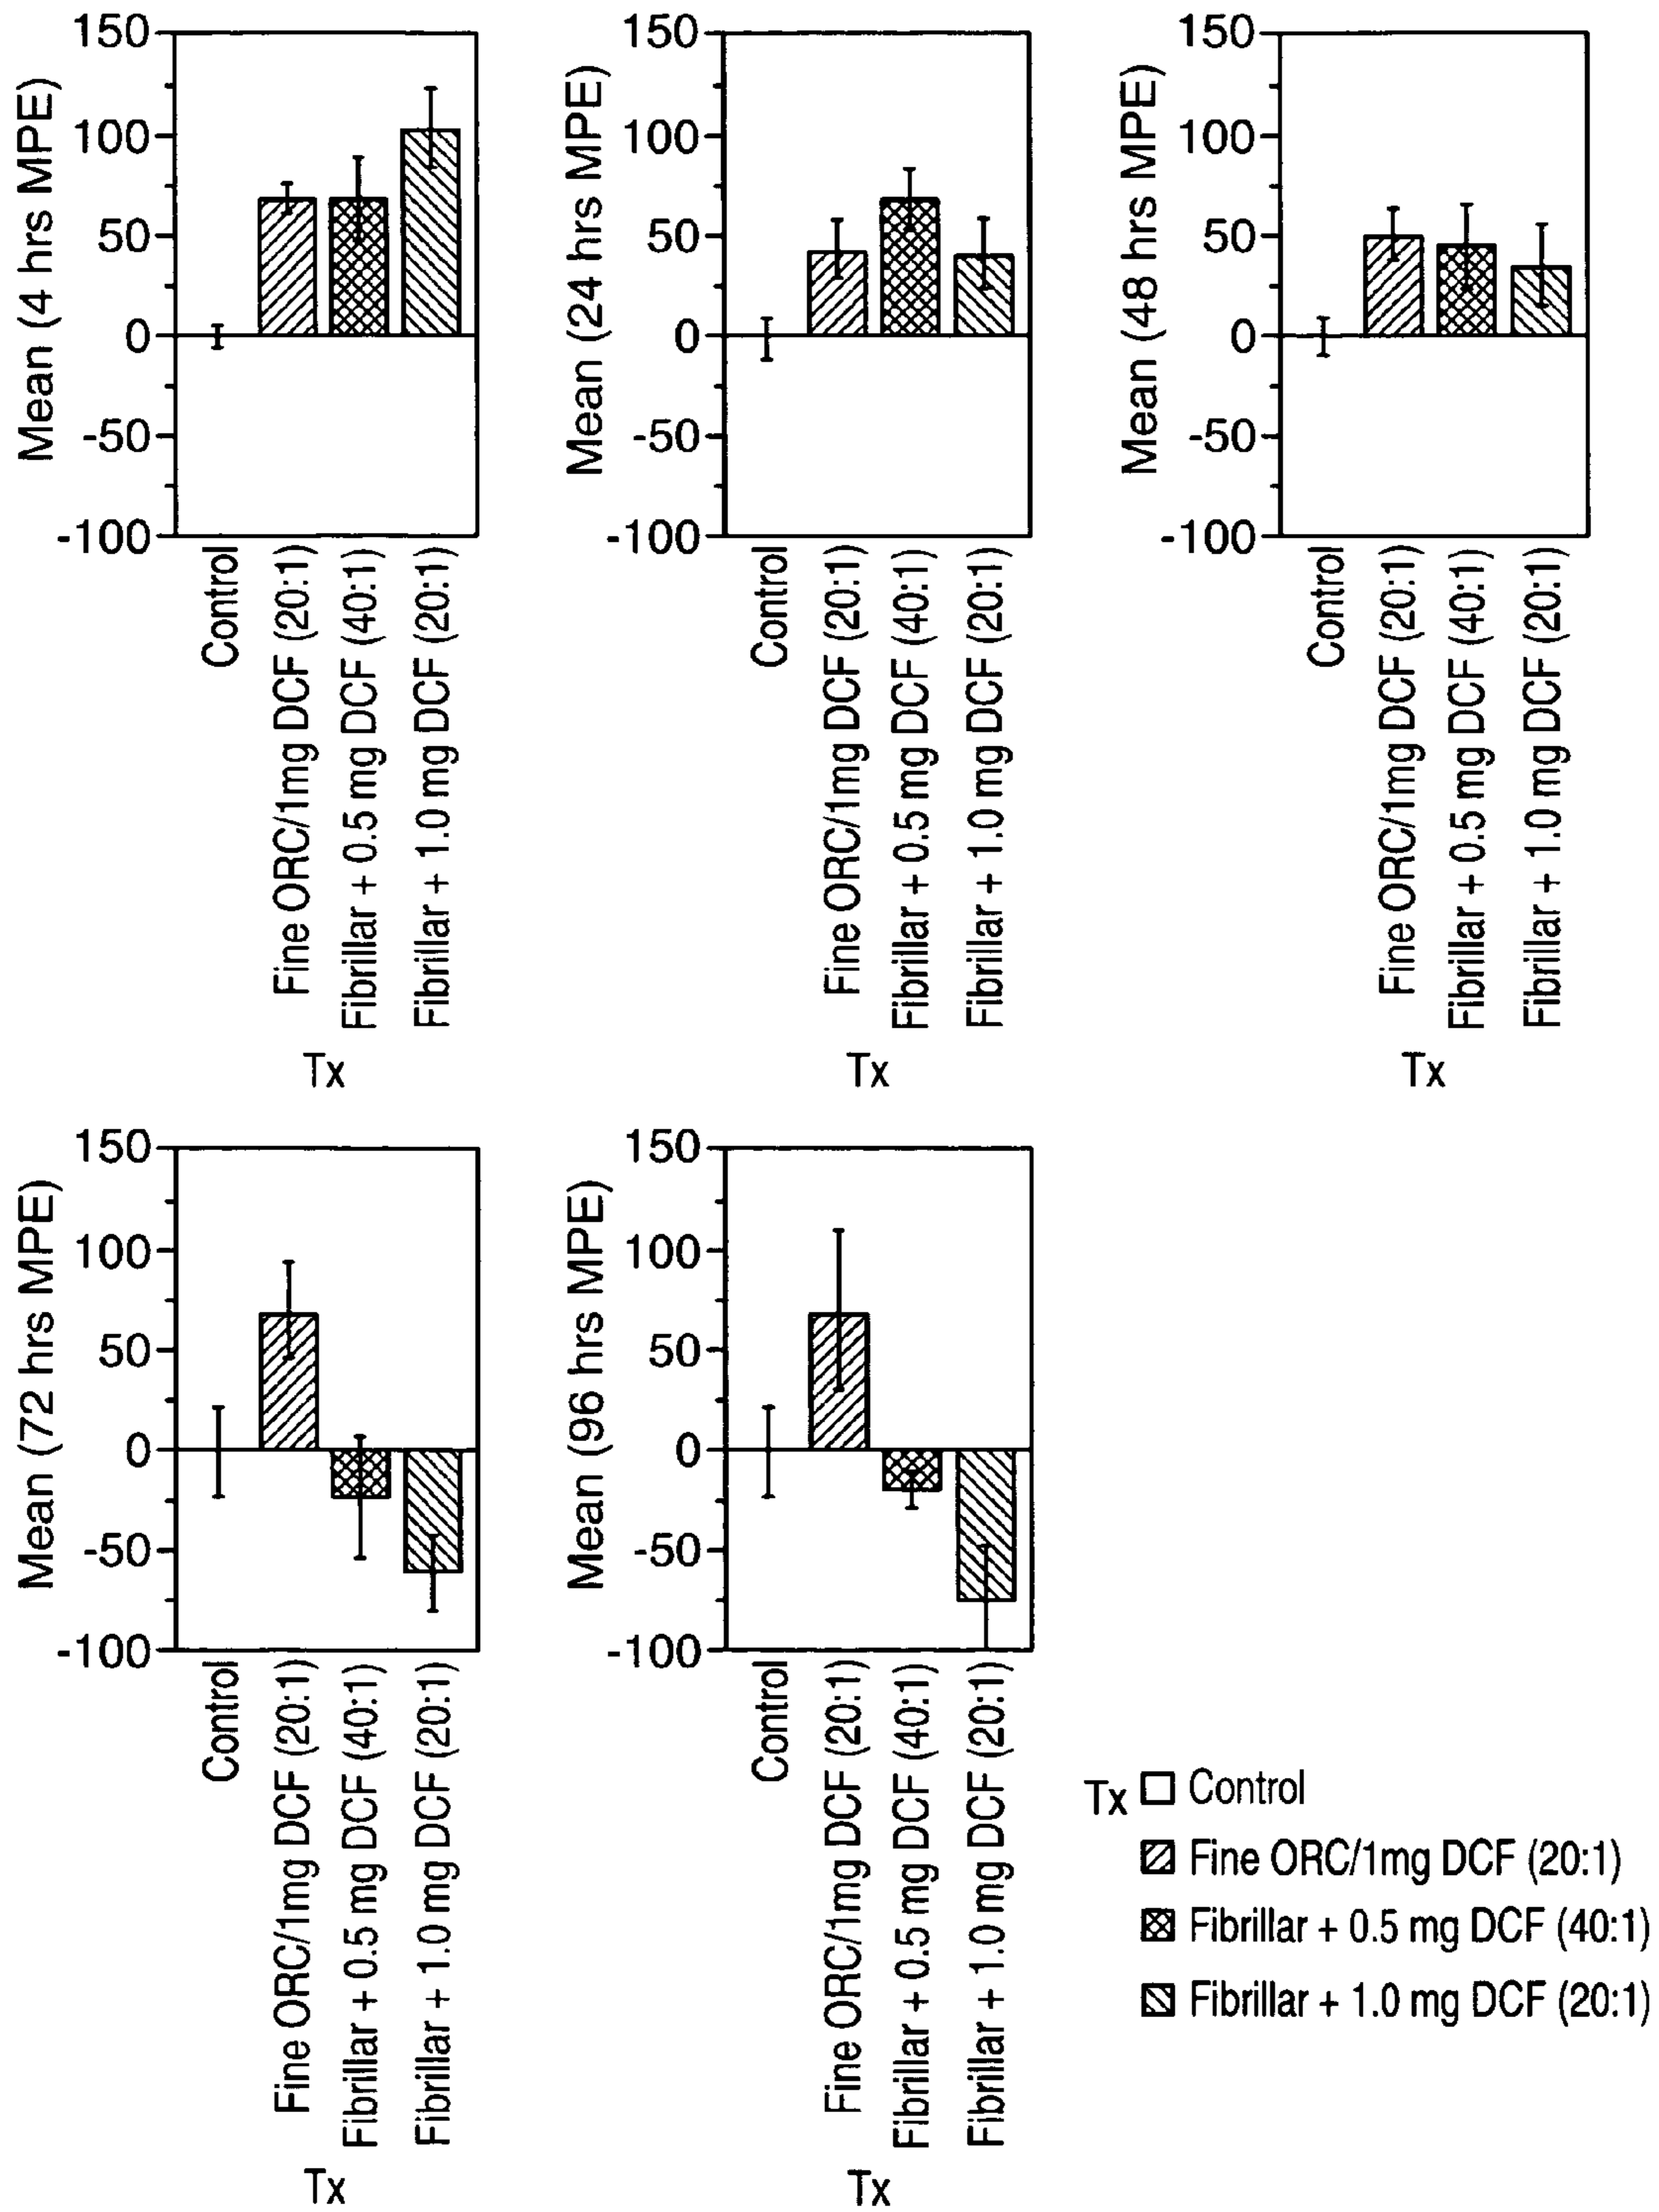 Mean (4 hrs MPE)
150
100
50
0
-50
-100
Control
Fine ORC/1mg DCF (20:1)
Fibrillar + 0.5 mg DCF (40:1)
Fibrillar + 1.0 mg DCF (20:1)
Tx
Mean (24 hrs MPE)
150
100
50
0
-50
-100
Control
Fine ORC/1mg DCF (20:1)
Fibrillar + 0.5 mg DCF (40:1)
Fibrillar + 1.0 mg DCF (20:1)
Tx
Mean (48 hrs MPE)
150
100
50
0
-50
-100
Control
Fine ORC/1mg DCF (20:1)
Fibrillar + 0.5 mg DCF (40:1)
Fibrillar + 1.0 mg DCF (20:1)
Tx
Mean (72 hrs MPE)
150
100
50
0
-50
-100
Control
Fine ORC/1mg DCF (20:1)
Fibrillar + 0.5 mg DCF (40:1)
Fibrillar + 1.0 mg DCF (20:1)
Tx
Mean (96 hrs MPE)
150
100
50
0
-50
-100
Control
Fine ORC/1mg DCF (20:1)
Fibrillar + 0.5 mg DCF (40:1)
Fibrillar + 1.0 mg DCF (20:1)
Tx
Tx Control
Fine ORC/1mg DCF (20:1)
Fibrillar + 0.5 mg DCF (40:1)
Fibrillar + 1.0 mg DCF (20:1)